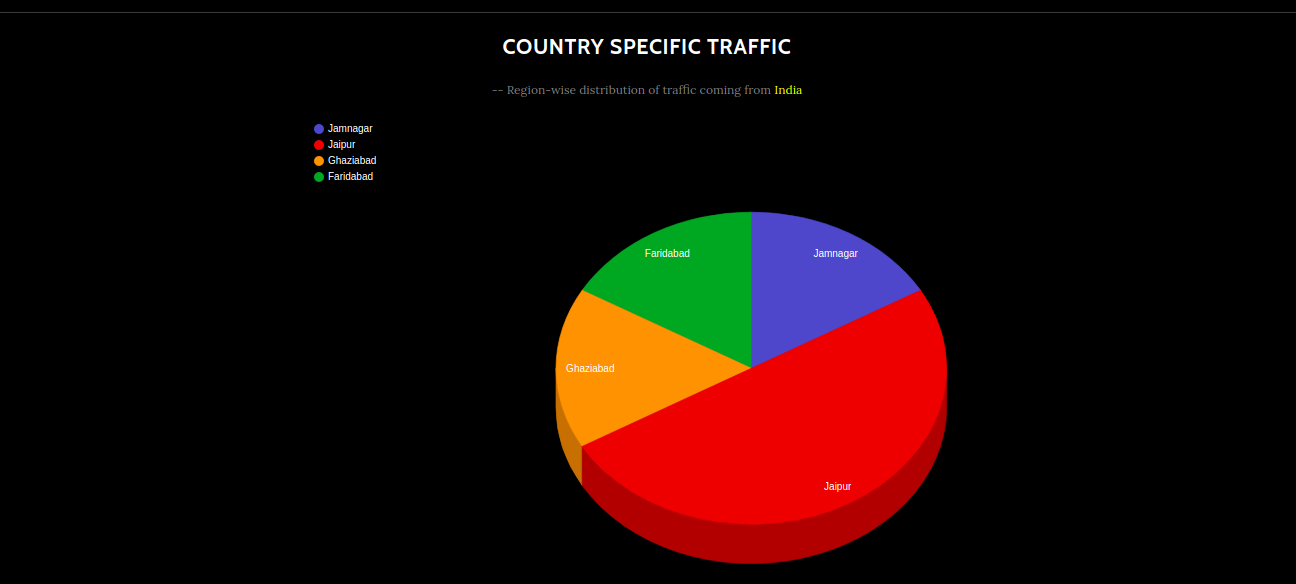 COUNTRY SPECIFIC TRAFFIC
-- Region-wise distribution of traffic coming from India
Jamnagar
Jaipur
Ghaziabad
Faridabad
Faridabad
Jamnagar
Ghaziabad
Jaipur